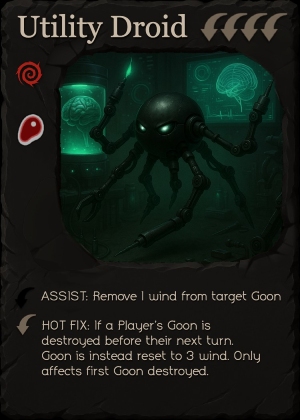 Utility Droid
ASSIST: Remove 1 wind from target Goon
HOT FIX: If a Player's Goon is
destroyed before their next turn.
Goon is instead reset to 3 wind. Only
affects first Goon destroyed.